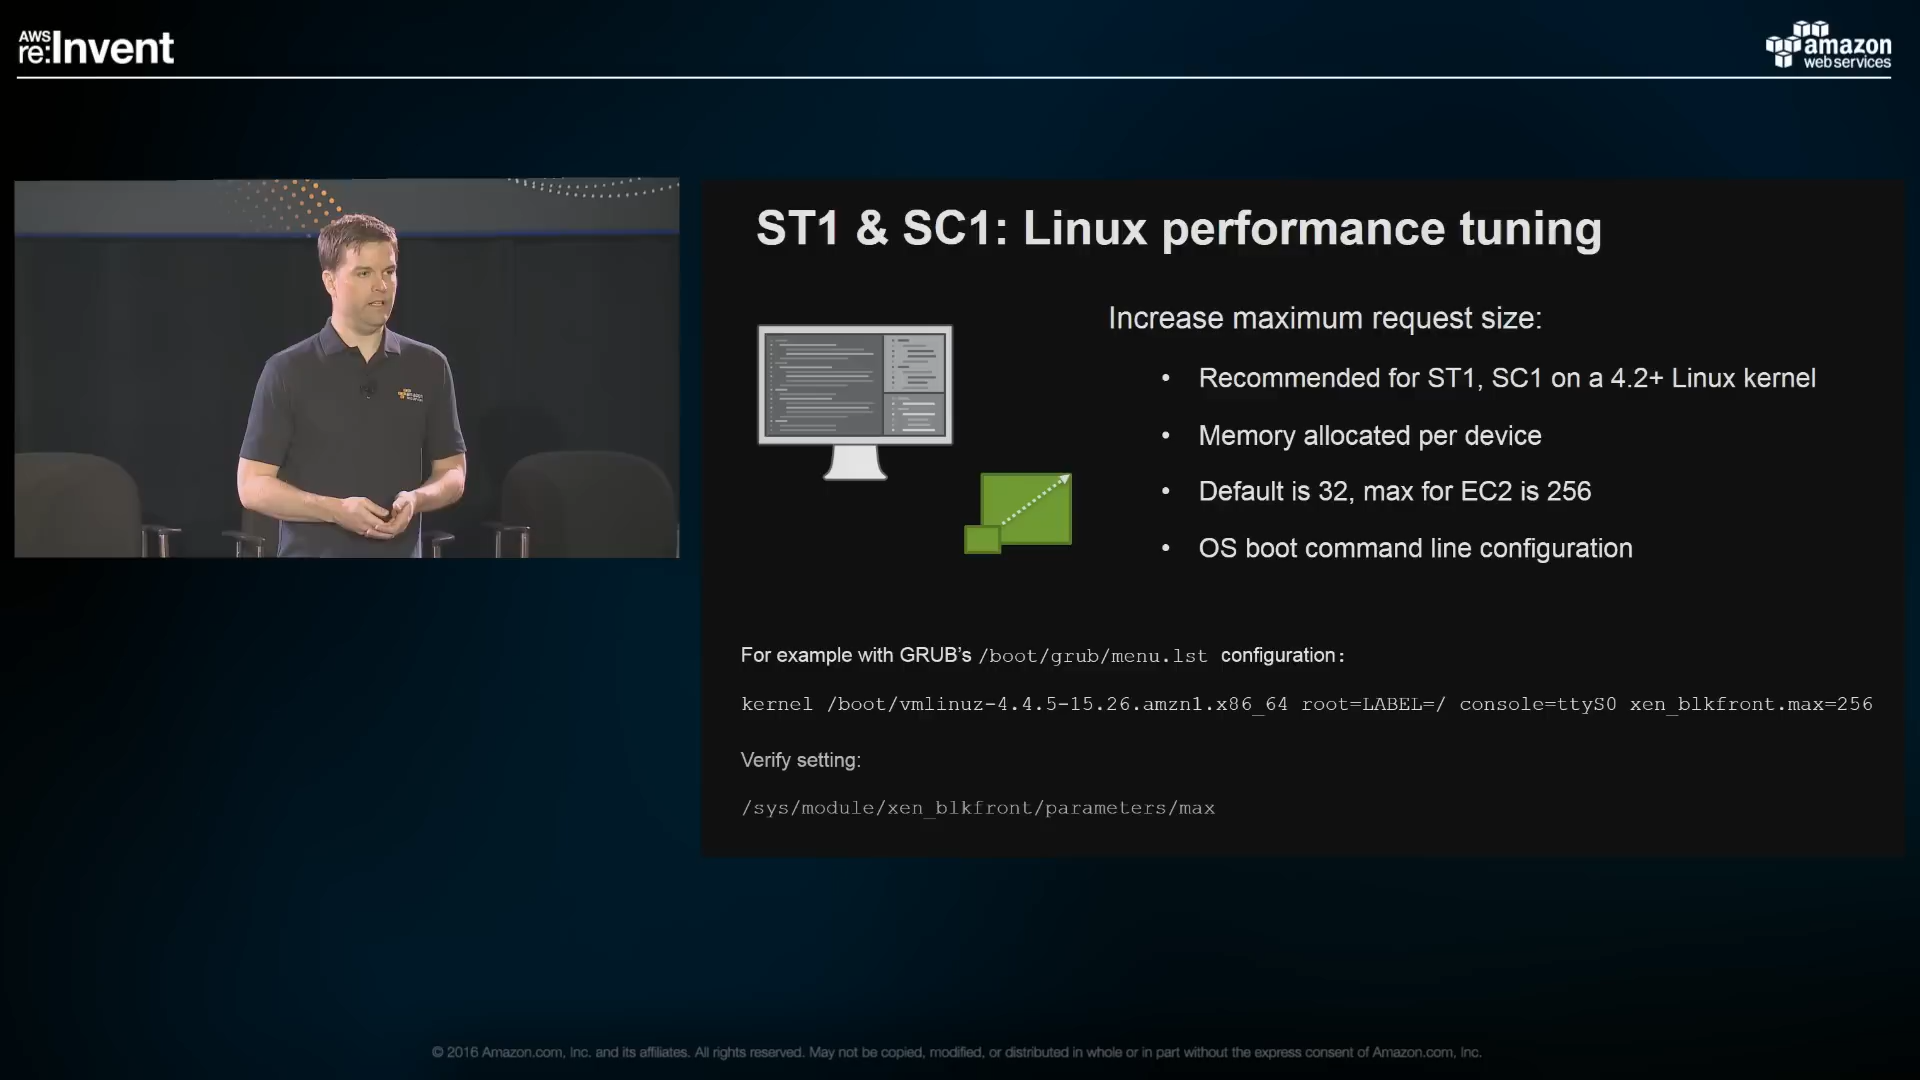 AWS
re:Invent
amazon
web services
ST1 & SC1: Linux performance tuning
Increase maximum request size:
• Recommended for ST1, SC1 on a 4.2+ Linux kernel
• Memory allocated per device
• Default is 32, max for EC2 is 256
• OS boot command line configuration
For example with GRUB's /boot/grub/menu.lst configuration:
kernel /boot/vmlinuz-4.4.5-15.26.amzn1.x86_64 root=LABEL=/ console=ttyS0 xen_blkfront.max=256
Verify setting:
/sys/module/xen_blkfront/parameters/max
© 2016 Amazon.com, Inc. and its affiliates. All rights reserved. May not be copied, modified, or distributed in whole or in part without the express consent of Amazon.com, Inc.